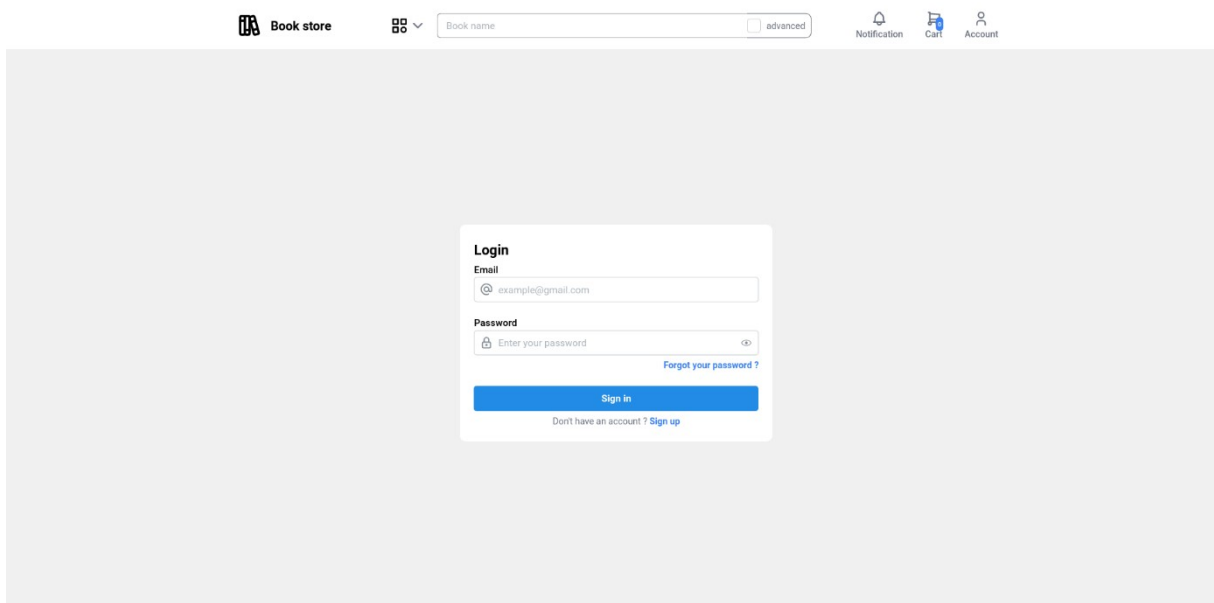 Book store
Book name
advanced
Notification
0
Cart
Account
Login
Email
example@gmail.com
Password
Enter your password
Forgot your password ?
Sign in
Don't have an account ? Sign up